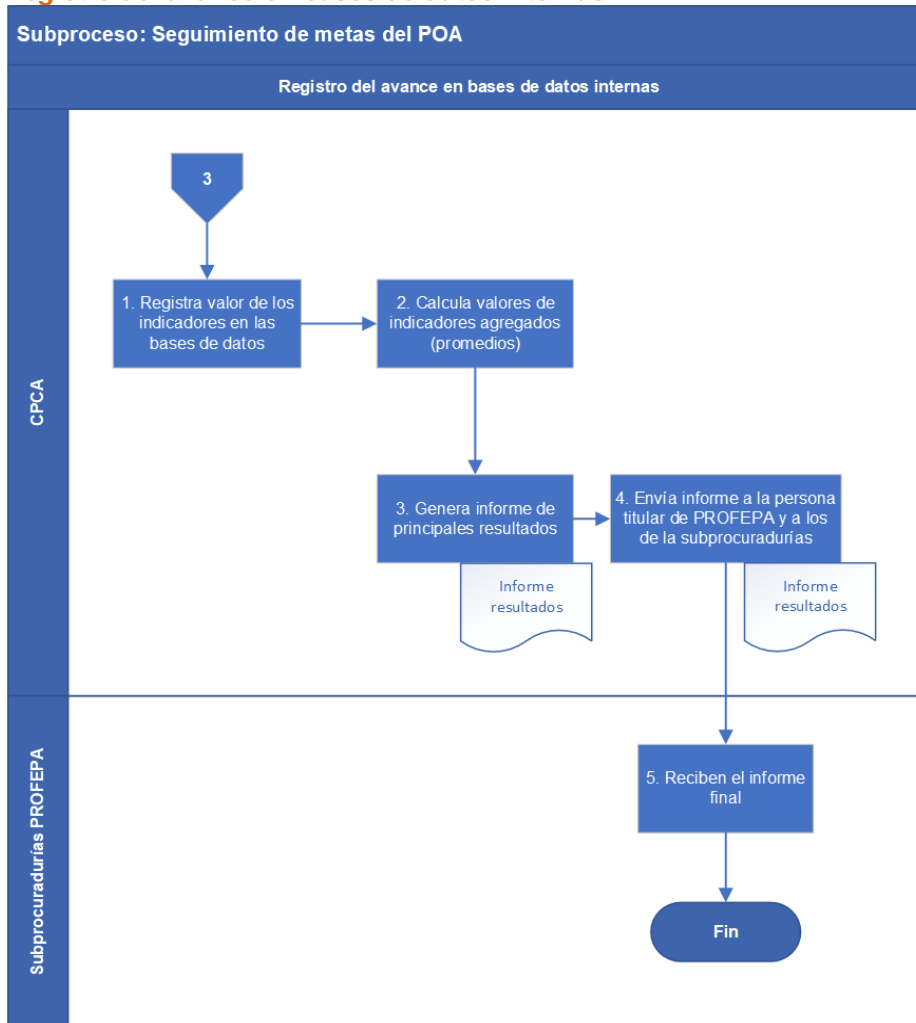 Subproceso: Seguimiento de metas del POA
Registro del avance en bases de datos internas
CPCA
3
1. Registra valor de los
indicadores en las
bases de datos
2. Calcula valores de
indicadores agregados
(promedios)
3. Genera informe de
principales resultados
Informe
resultados
4. Envía informe a la persona
titular de PROFEPA y a los
de la subprocuradurías
Informe
resultados
Subprocuradurías PROFEPA
5. Reciben el informe
final
Fin